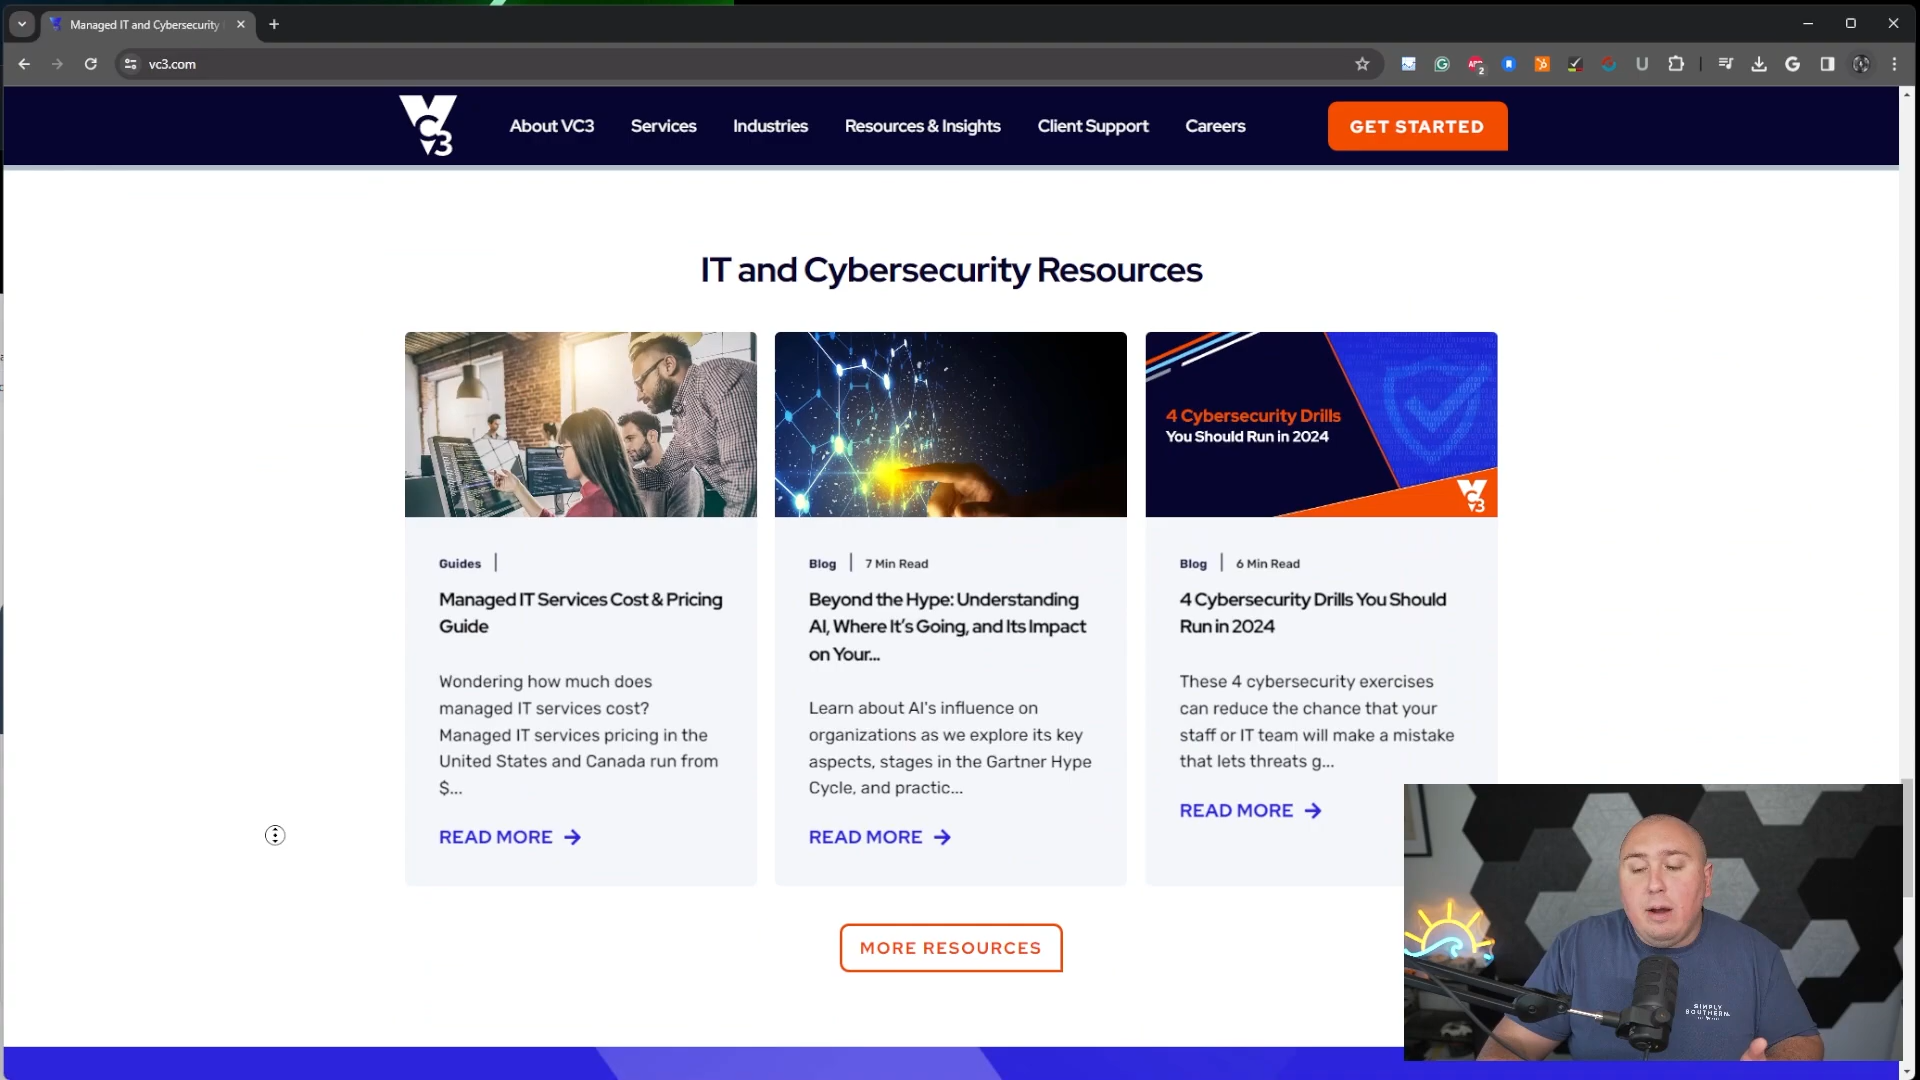 Managed IT and Cybersecurity
vc3.com
2
VC3
About VC3
Services
Industries
Resources & Insights
Client Support
Careers
GET STARTED
IT and Cybersecurity Resources
4 Cybersecurity Drills
You Should Run in 2024
VC3
Guides |
Managed IT Services Cost & Pricing
Guide
Wondering how much does
managed IT services cost?
Managed IT services pricing in the
United States and Canada run from
$...
READ MORE →
Blog | 7 Min Read
Beyond the Hype: Understanding
AI, Where It’s Going, and Its Impact
on Your...
Learn about AI's influence on
organizations as we explore its key
aspects, stages in the Gartner Hype
Cycle, and practic...
READ MORE →
Blog | 6 Min Read
4 Cybersecurity Drills You Should
Run in 2024
These 4 cybersecurity exercises
can reduce the chance that your
staff or IT team will make a mistake
that lets threats g...
READ MORE →
MORE RESOURCES
SIMPLY
SOUTHERN